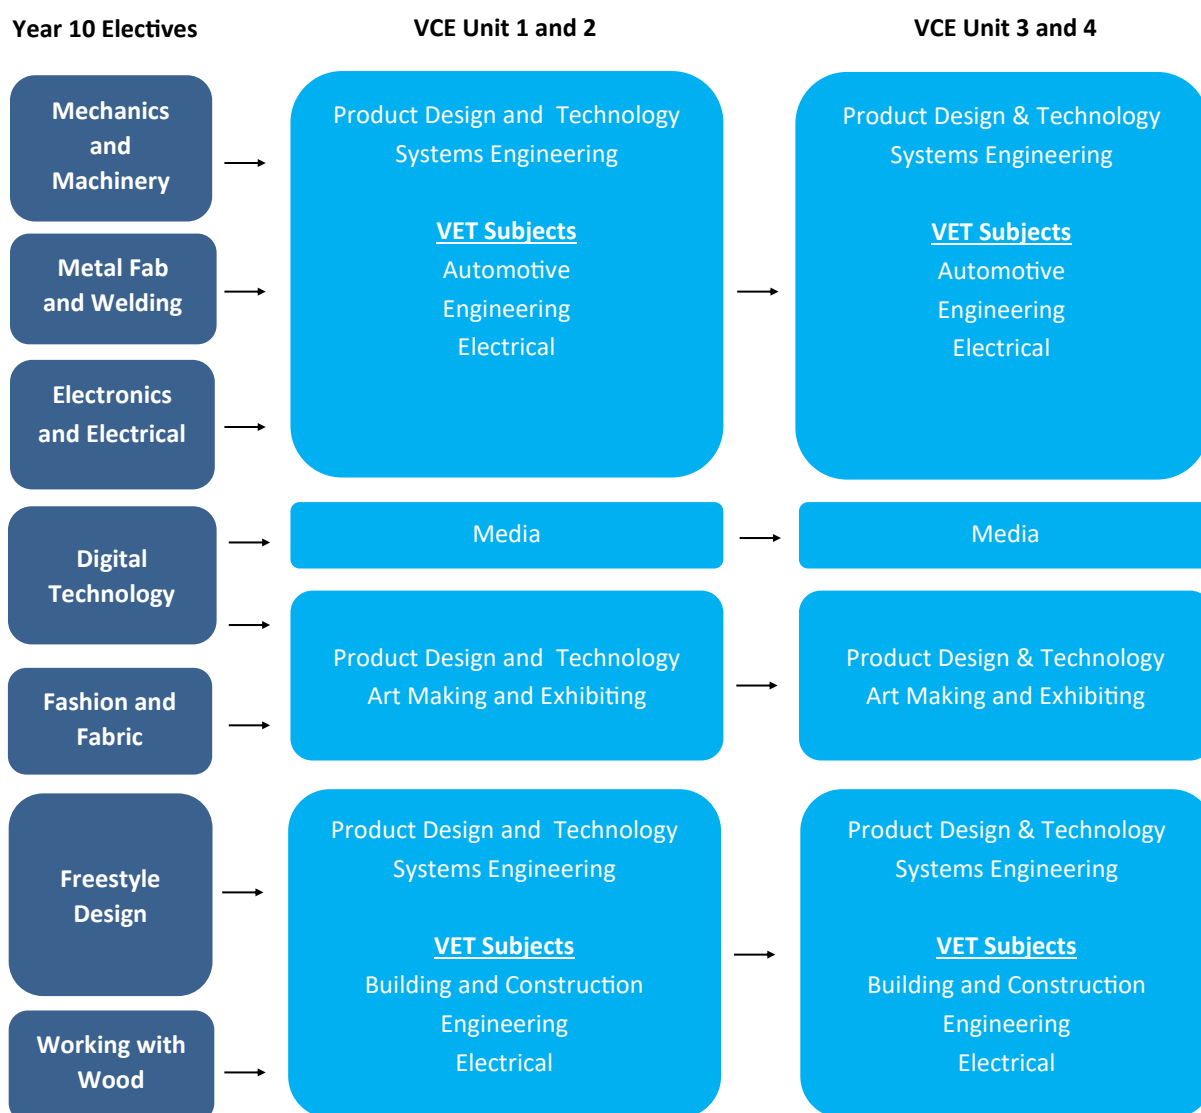 Year 10 Electives
VCE Unit 1 and 2
VCE Unit 3 and 4
Mechanics
and
Machinery
Metal Fab
and Welding
Electronics
and Electrical
Product Design and Technology
Systems Engineering
VET Subjects
Automotive
Engineering
Electrical
Product Design & Technology
Systems Engineering
VET Subjects
Automotive
Engineering
Electrical
Digital
Technology
Media
Media
Fashion and
Fabric
Product Design and Technology
Art Making and Exhibiting
Product Design & Technology
Art Making and Exhibiting
Freestyle
Design
Working with
Wood
Product Design and Technology
Systems Engineering
VET Subjects
Building and Construction
Engineering
Electrical
Product Design & Technology
Systems Engineering
VET Subjects
Building and Construction
Engineering
Electrical